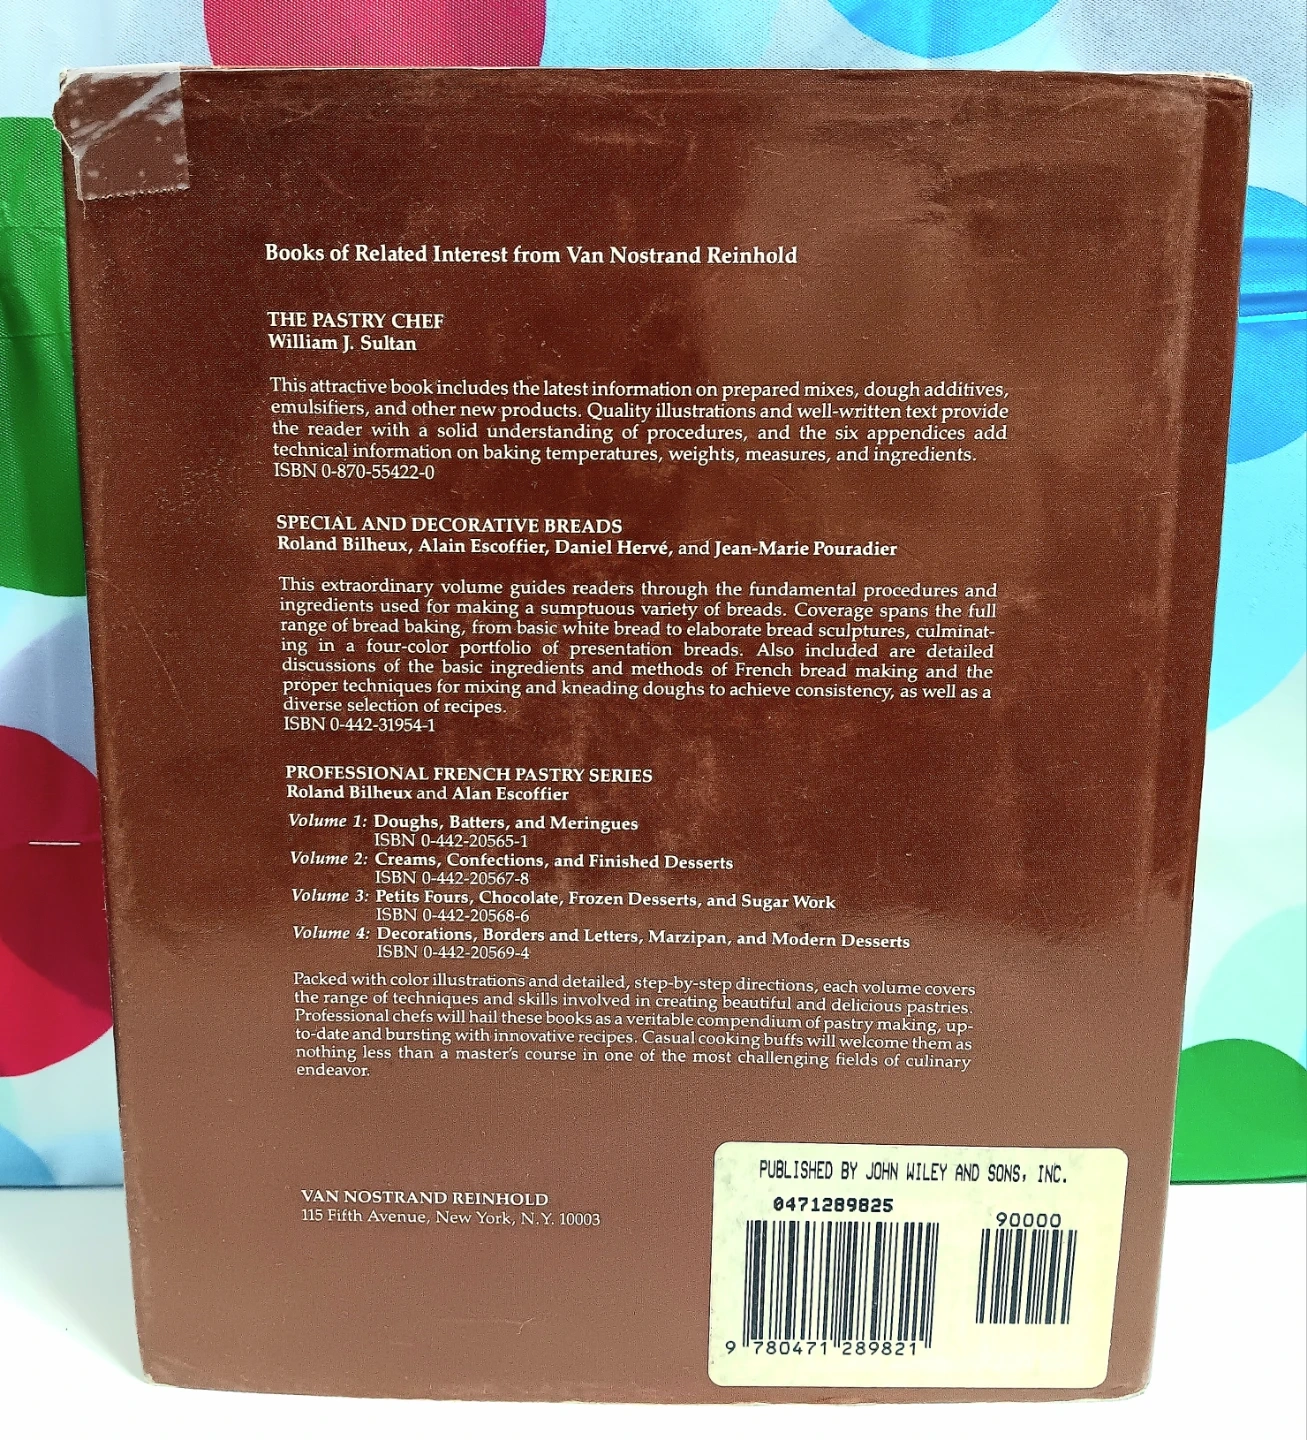 Books of Related Interest from Van Nostrand Reinhold
THE PASTRY CHEF
William J. Sultan
This attractive book includes the latest information on prepared mixes, dough additives,
emulsifiers, and other new products. Quality illustrations and well-written text provide
the reader with a solid understanding of procedures, and the six appendices add
technical information on baking temperatures, weights, measures, and ingredients.
ISBN 0-870-55422-0
SPECIAL AND DECORATIVE BREADS
Roland Bilheux, Alain Escoffier, Daniel Hervé, and Jean-Marie Pouradier
This extraordinary volume guides readers through the fundamental procedures and
ingredients used for making a sumptuous variety of breads. Coverage spans the full
range of bread baking, from basic white bread to elaborate bread sculptures, culminat-
ing in a four-color portfolio of presentation breads. Also included are detailed
discussions of the basic ingredients and methods of French bread making and the
proper techniques for mixing and kneading doughs to achieve consistency, as well as a
diverse selection of recipes.
ISBN 0-442-31954-1
PROFESSIONAL FRENCH PASTRY SERIES
Roland Bilheux and Alan Escoffier
Volume 1: Doughs, Batters, and Meringues
ISBN 0-442-20565-1
Volume 2: Creams, Confections, and Finished Desserts
ISBN 0-442-20567-8
Volume 3: Petits Fours, Chocolate, Frozen Desserts, and Sugar Work
ISBN 0-442-20568-6
Volume 4: Decorations, Borders and Letters, Marzipan, and Modern Desserts
ISBN 0-442-20569-4
Packed with color illustrations and detailed, step-by-step directions, each volume covers
the range of techniques and skills involved in creating beautiful and delicious pastries.
Professional chefs will hail these books as a veritable compendium of pastry making, up-
to-date and bursting with innovative recipes. Casual cooking buffs will welcome them as
nothing less than a master's course in one of the most challenging fields of culinary
endeavor.
VAN NOSTRAND REINHOLD
115 Fifth Avenue, New York, N.Y. 10003
PUBLISHED BY JOHN WILEY AND SONS, INC.
0471289825
90000
9 780471 289821